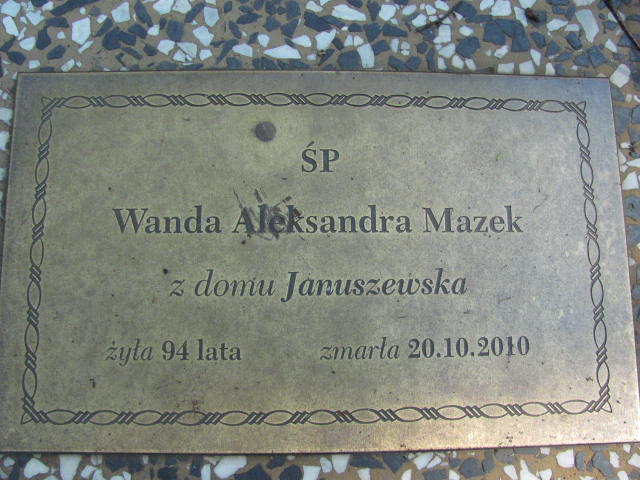 ŚP
Wanda Aleksandra Mazek
z domu Januszewska
żyła 94 lata zmarła 20.10.2010